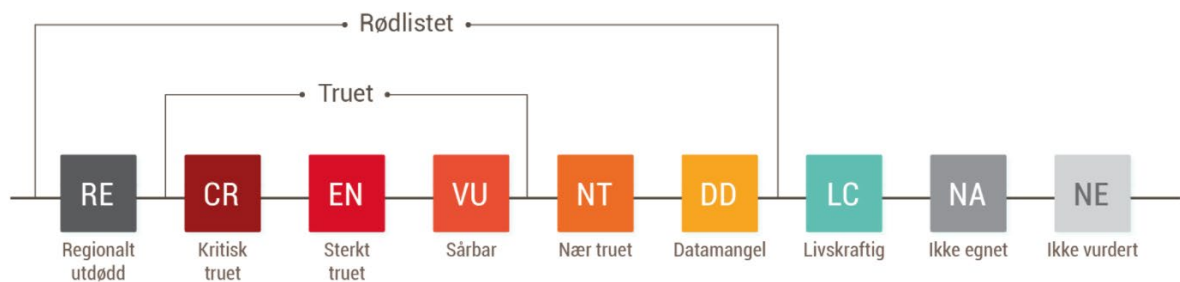 Rødlistet
Truet
RE
CR
EN
VU
NT
DD
LC
NA
NE
Regionalt
utdødd
Kritisk
truet
Sterkt
truet
Sårbar
Nær truet
Datamangel
Livskraftig
Ikke egnet
Ikke vurdert